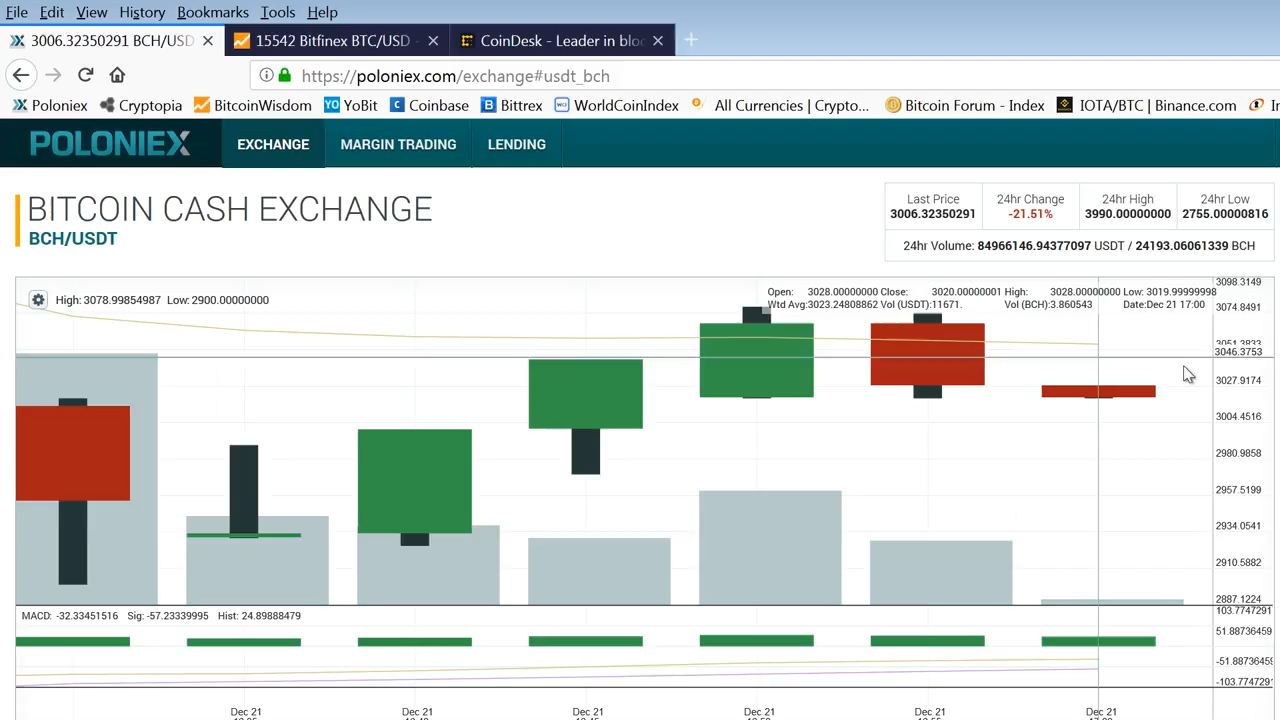 File Edit View History Bookmarks Tools Help
3006.32350291 BCH/USD
15542 Bitfinex BTC/USD
CoinDesk - Leader in bloc
https://poloniex.com/exchange#usdt_bch
Poloniex Cryptopia BitcoinWisdom YoBit Coinbase Bittrex WorldCoinIndex All Currencies | Crypto... Bitcoin Forum - Index IOTA/BTC | Binance.com
POLONIEX
EXCHANGE MARGIN TRADING LENDING
BITCOIN CASH EXCHANGE
BCH/USDT
Last Price 24hr Change 24hr High 24hr Low
3006.32350291 -21.51% 3990.00000000 2755.00000816
24hr Volume: 84966146.94377097 USDT / 24193.06061339 BCH
High: 3078.99854987 Low: 2900.00000000
Open: 3028.00000000 Close: 3020.00000001 High: 3028.00000000 Low: 3019.99999998
Wtd Avg:3023.24808862 Vol (USDT):11671. Vol (BCH):3.860543 Date:Dec 21 17:00
3098.3149
3074.8491
3051.3833
3046.3753
3027.9174
3004.4516
2980.9858
2957.5199
2934.0541
2910.5882
2887.1224
MACD: -32.33451516 Sig: -57.23339995 Hist: 24.89888479
103.7747291
51.88736459
-51.8873645
-103.7747291
Dec 21 Dec 21 Dec 21 Dec 21 Dec 21 Dec 21